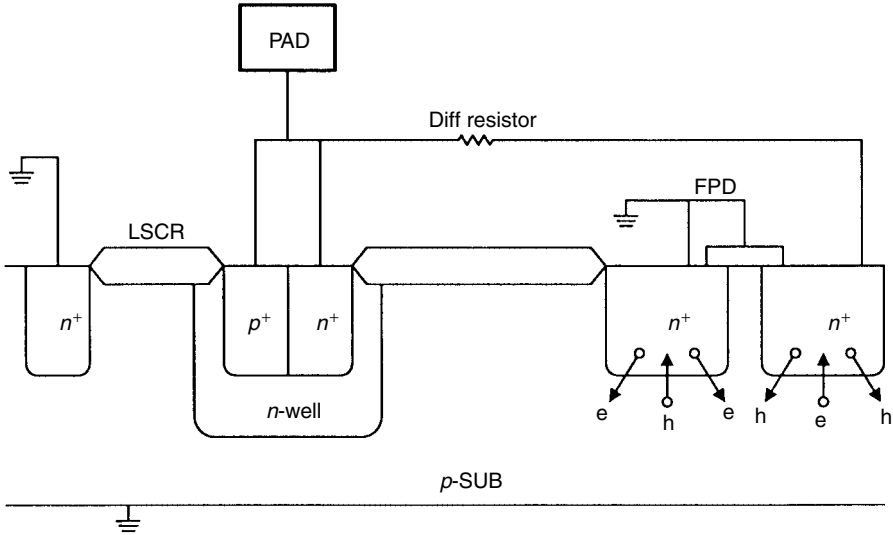 PAD
Diff resistor
FPD
LSCR
n+ p+ n+ n+ n+
n-well
e h e h e h
p-SUB